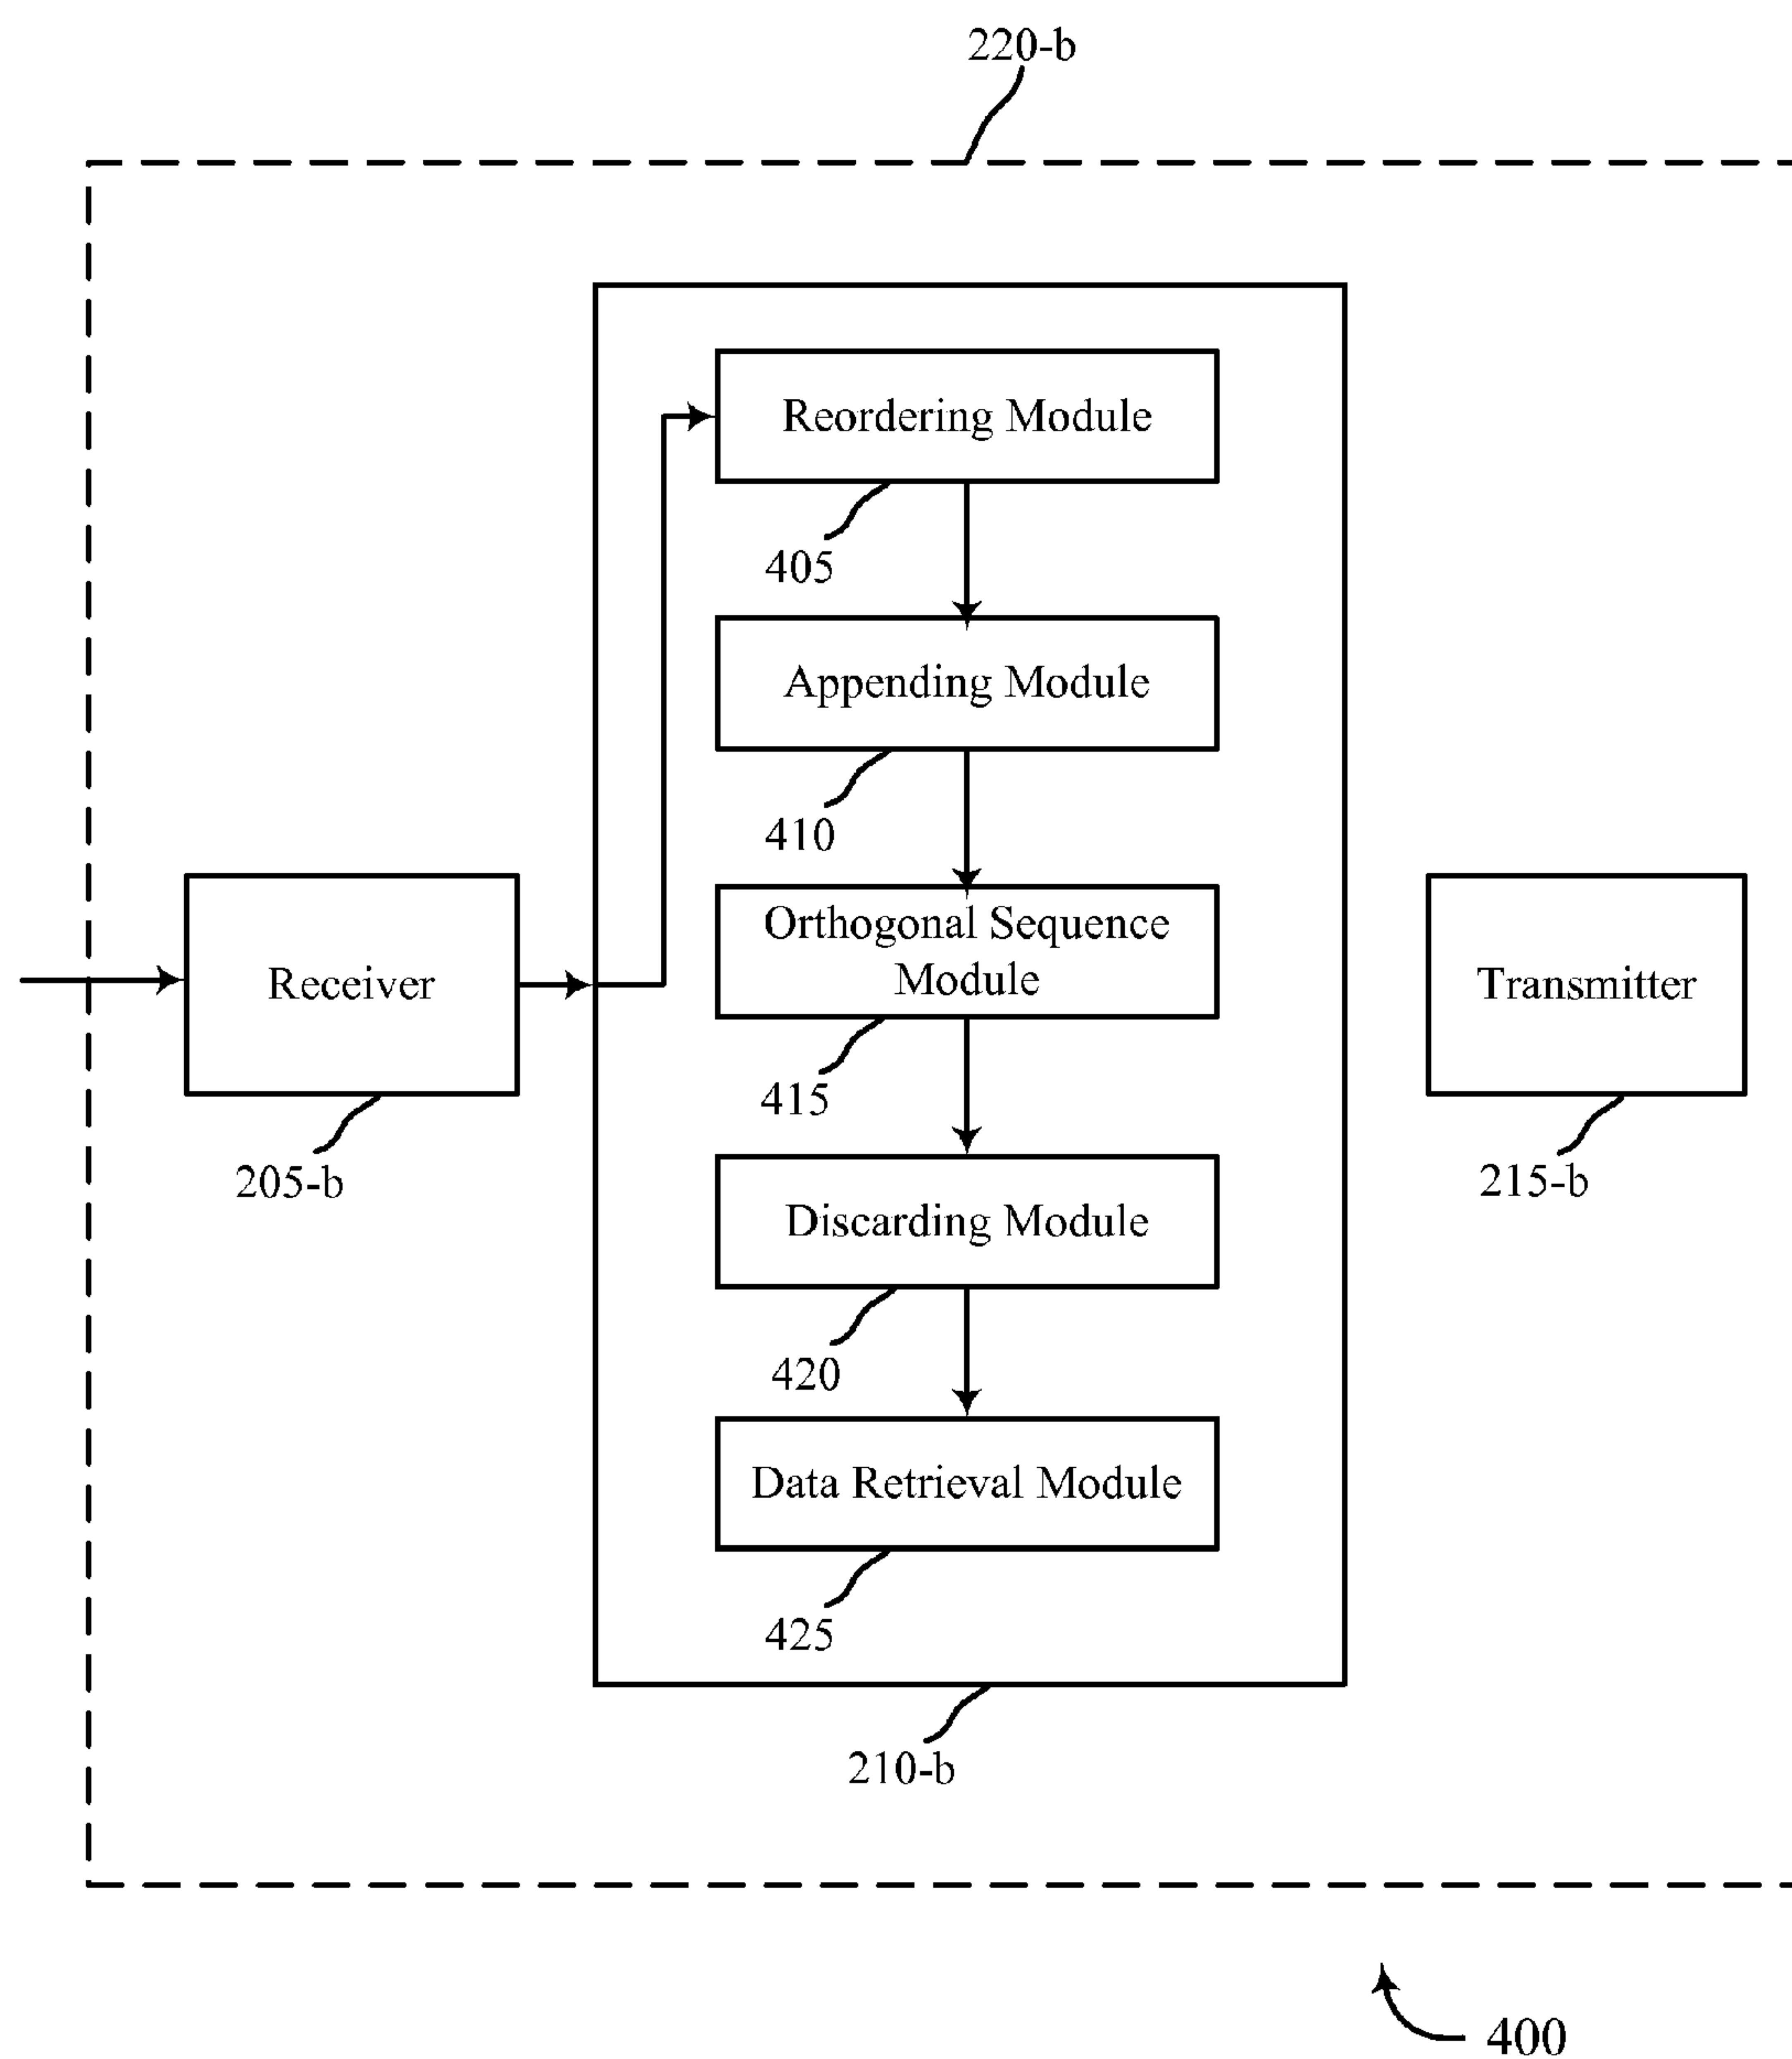 220-b
Reordering Module
405
Appending Module
410
Orthogonal Sequence
Module
415
Receiver
205-b
Transmitter
215-b
Discarding Module
420
Data Retrieval Module
425
210-b
400